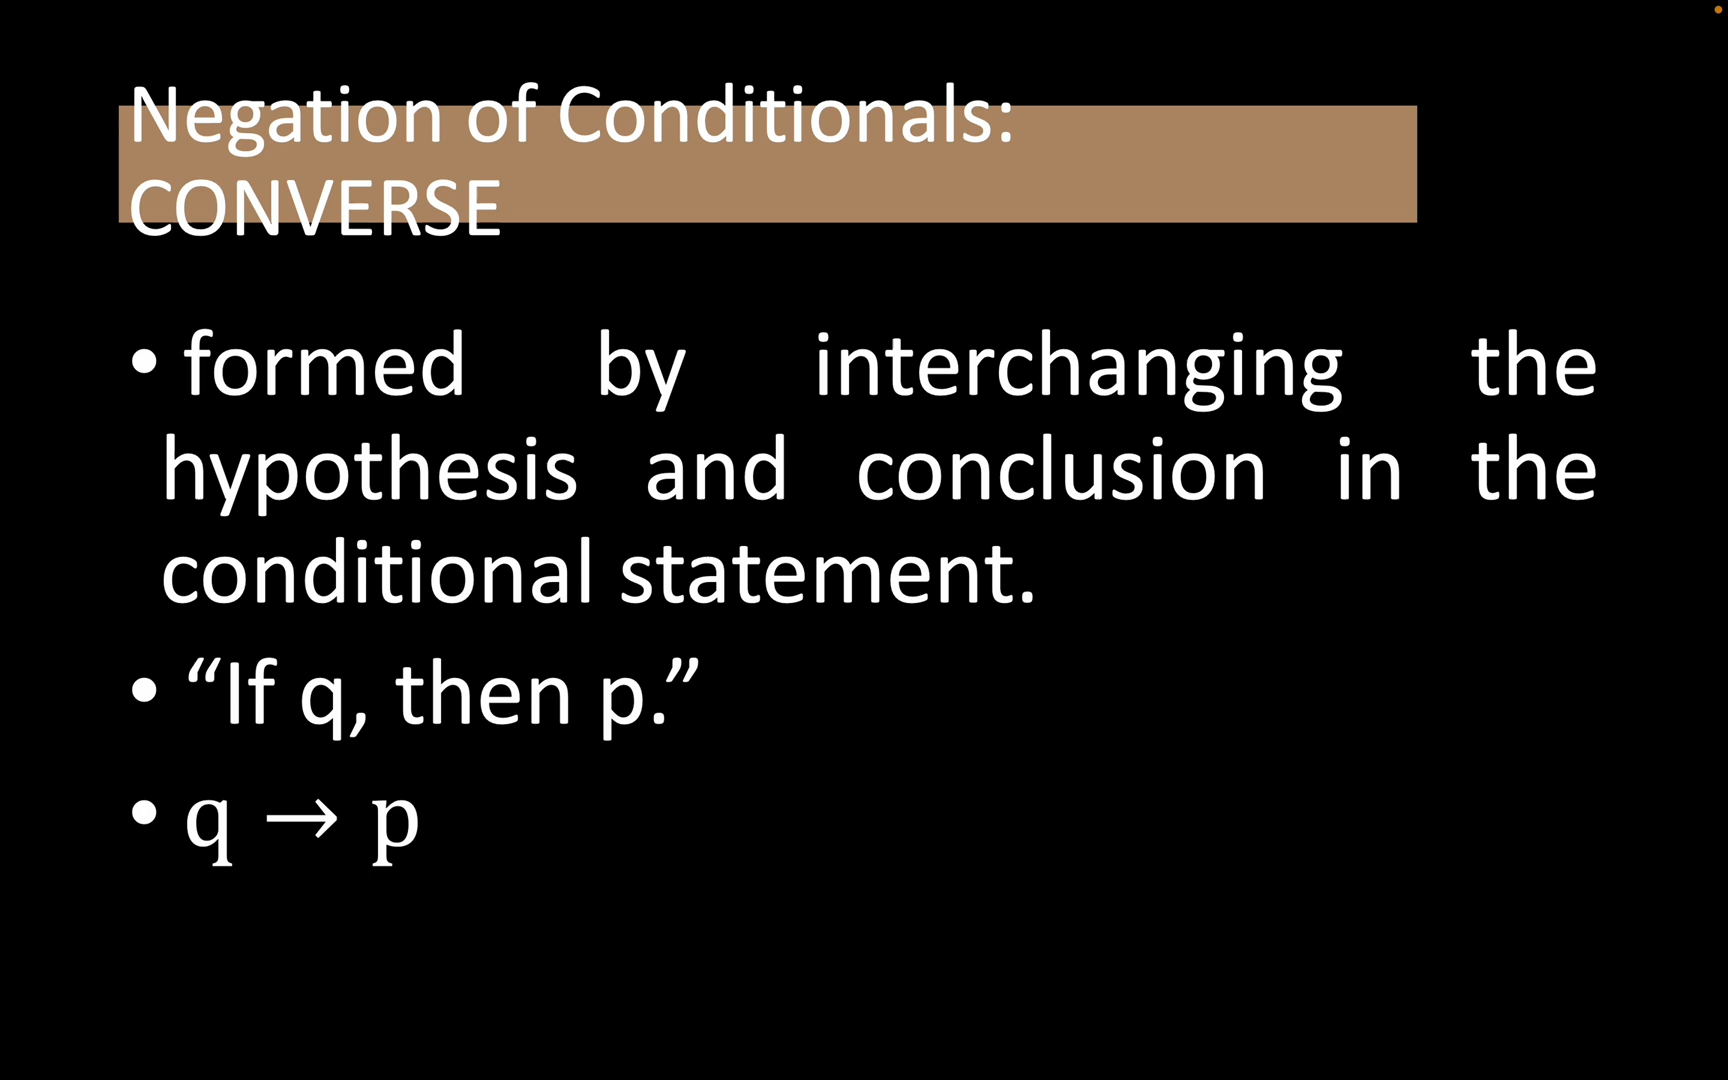 Negation of Conditionals:
CONVERSE
• formed by interchanging the
hypothesis and conclusion in the
conditional statement.
• “If q, then p.”
• q → p